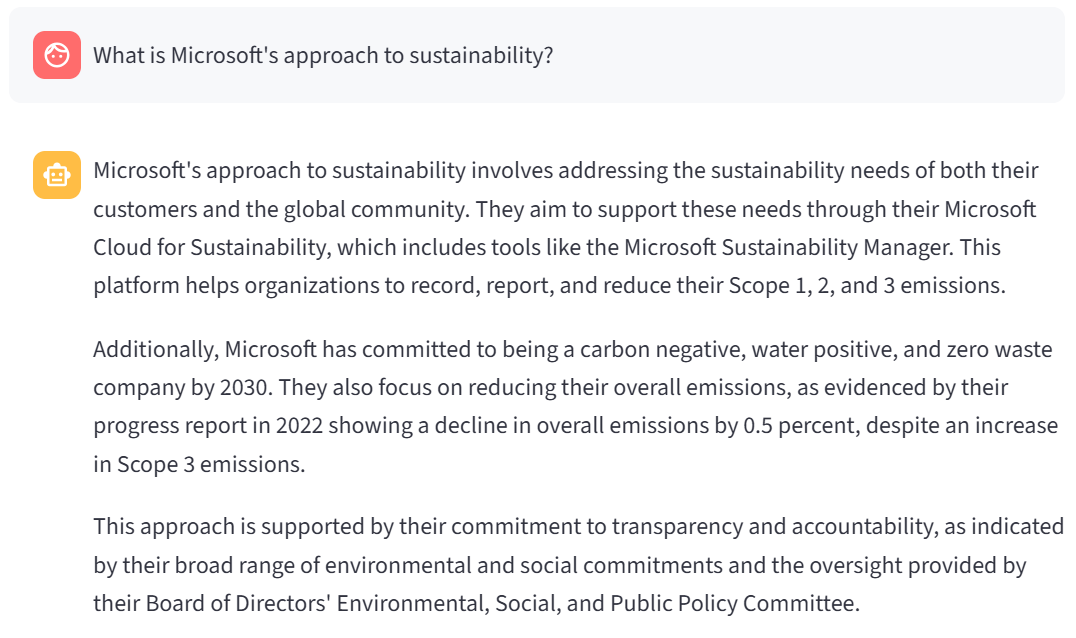 What is Microsoft's approach to sustainability?
Microsoft's approach to sustainability involves addressing the sustainability needs of both their
customers and the global community. They aim to support these needs through their Microsoft
Cloud for Sustainability, which includes tools like the Microsoft Sustainability Manager. This
platform helps organizations to record, report, and reduce their Scope 1, 2, and 3 emissions.
Additionally, Microsoft has committed to being a carbon negative, water positive, and zero waste
company by 2030. They also focus on reducing their overall emissions, as evidenced by their
progress report in 2022 showing a decline in overall emissions by 0.5 percent, despite an increase
in Scope 3 emissions.
This approach is supported by their commitment to transparency and accountability, as indicated
by their broad range of environmental and social commitments and the oversight provided by
their Board of Directors' Environmental, Social, and Public Policy Committee.